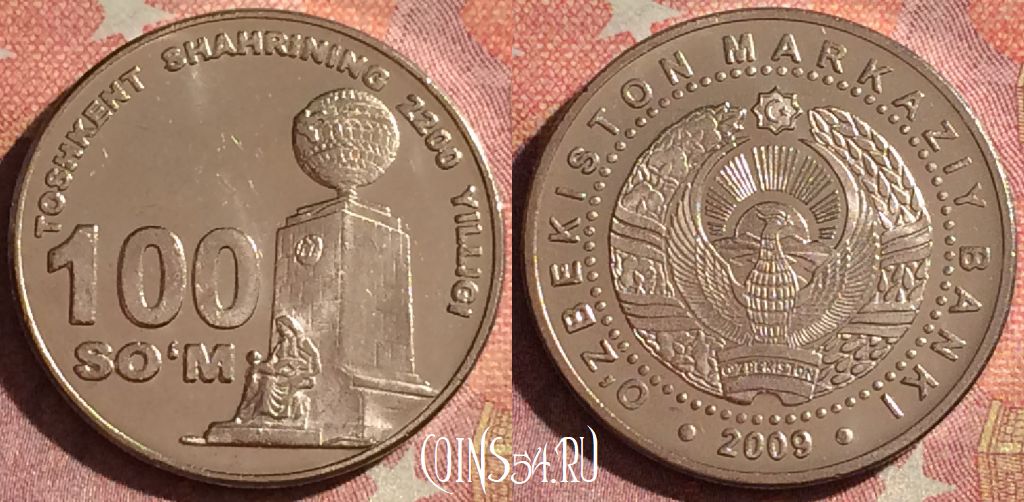 TOSHKENT SHAHRINING 2200 YILLIGI
100
SO‘M
O‘ZBEKISTON MARKAZIY BANKI
O‘ZBEKISTON
• 2009 •
COINS54.RU